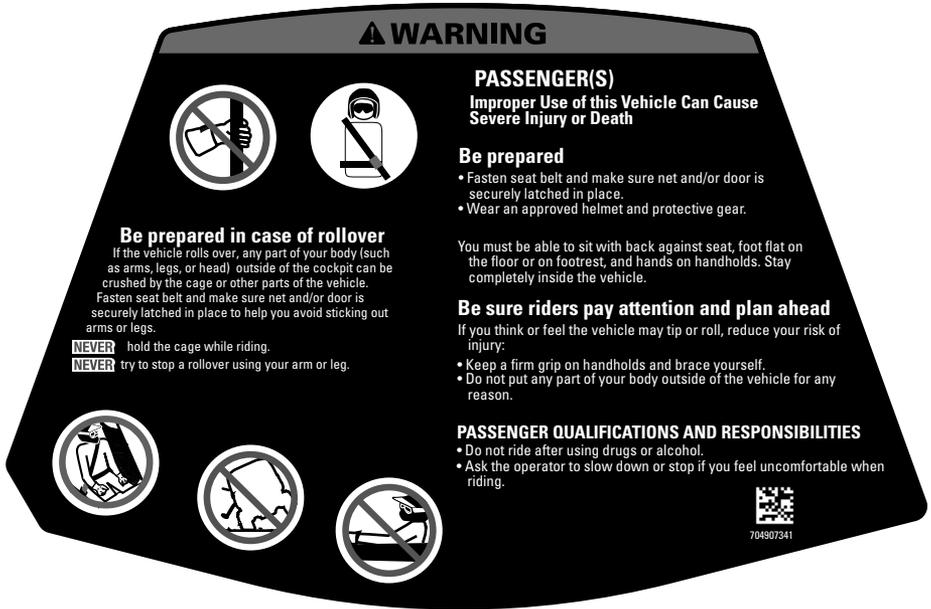 WARNING
Be prepared in case of rollover
If the vehicle rolls over, any part of your body (such
as arms, legs, or head) outside of the cockpit can be
crushed by the cage or other parts of the vehicle.
Fasten seat belt and make sure net and/or door is
securely latched in place to help you avoid sticking out
arms or legs.
NEVER hold the cage while riding.
NEVER try to stop a rollover using your arm or leg.
PASSENGER(S)
Improper Use of this Vehicle Can Cause
Severe Injury or Death
Be prepared
• Fasten seat belt and make sure net and/or door is
securely latched in place.
• Wear an approved helmet and protective gear.
You must be able to sit with back against seat, foot flat on
the floor or on footrest, and hands on handholds. Stay
completely inside the vehicle.
Be sure riders pay attention and plan ahead
If you think or feel the vehicle may tip or roll, reduce your risk of
injury:
• Keep a firm grip on handholds and brace yourself.
• Do not put any part of your body outside of the vehicle for any
reason.
PASSENGER QUALIFICATIONS AND RESPONSIBILITIES
• Do not ride after using drugs or alcohol.
• Ask the operator to slow down or stop if you feel uncomfortable when
riding.
704907341